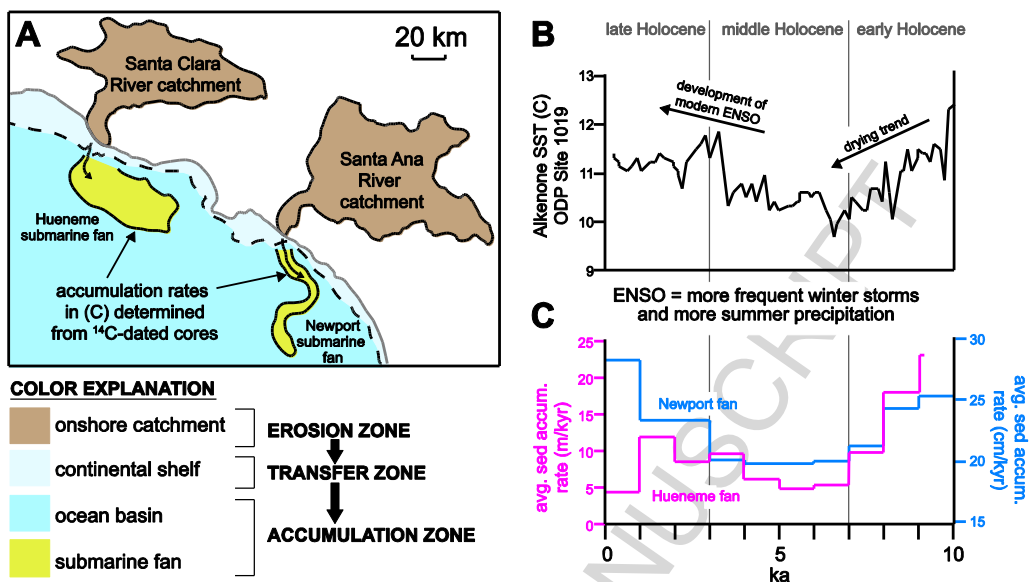 A
20 km
Santa Clara
River catchment
Santa Ana
River
catchment
Hueneme
submarine fan
accumulation rates
in (C) determined
from ¹⁴C-dated cores
Newport
submarine
fan
COLOR EXPLANATION
onshore catchment
continental shelf
ocean basin
submarine fan
EROSION ZONE
TRANSFER ZONE
ACCUMULATION ZONE
B
late Holocene
middle Holocene
early Holocene
Alkenone SST (C)
ODP Site 1019
13
12
11
10
9
development of
modern ENSO
drying trend
ENSO = more frequent winter storms
and more summer precipitation
C
avg. sed accum.
rate (m/kyr)
25
20
15
10
5
0
Newport fan
Hueneme fan
30
25
20
15
avg. sed accum.
rate (cm/kyr)
0
5
10
ka
NUSCRIPT